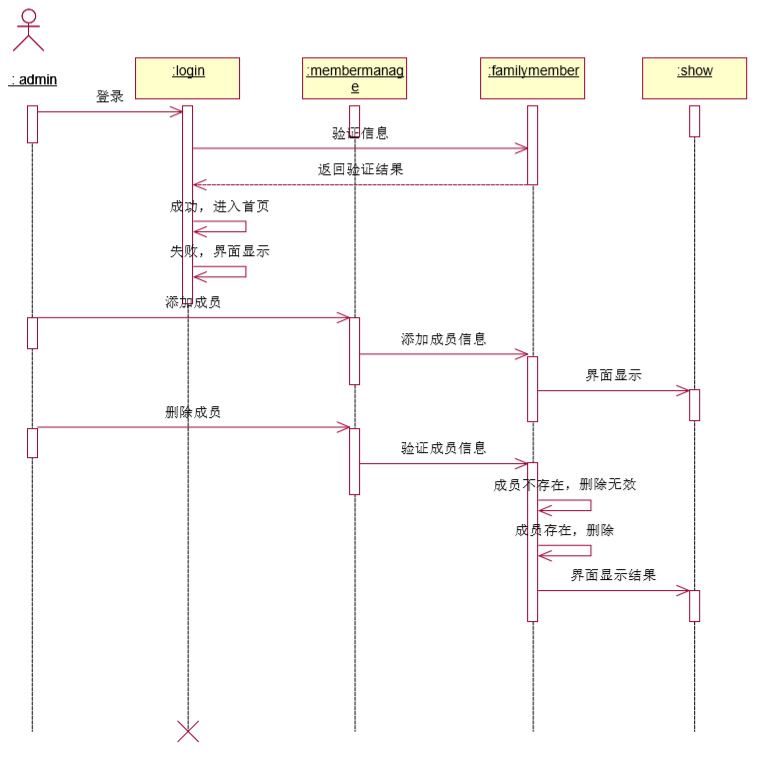 : admin
:login
:membermanag
e
:familymember
:show
登录
验证信息
返回验证结果
成功，进入首页
失败，界面显示
添加成员
添加成员信息
界面显示
删除成员
验证成员信息
成员不存在，删除无效
成员存在，删除
界面显示结果